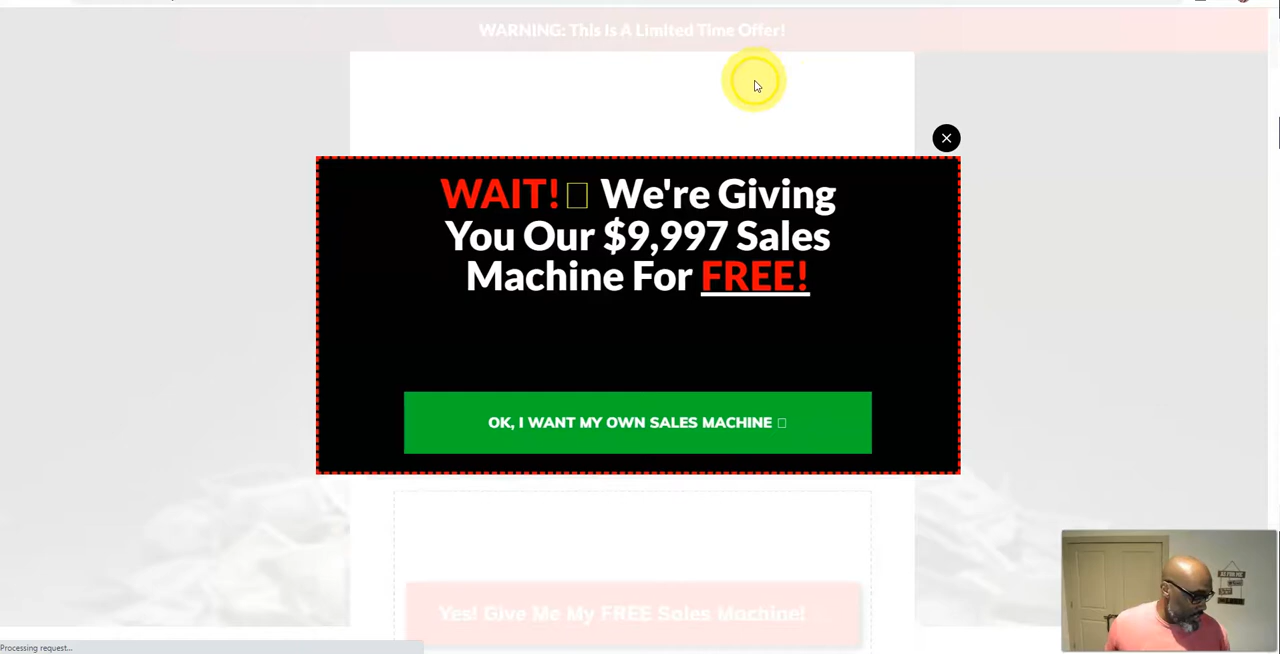 WARNING: This Is A Limited Time Offer!
WAIT! We're Giving
You Our $9,997 Sales
Machine For FREE!
OK, I WANT MY OWN SALES MACHINE
Yes! Give Me My FREE Sales Machine!
Processing request...